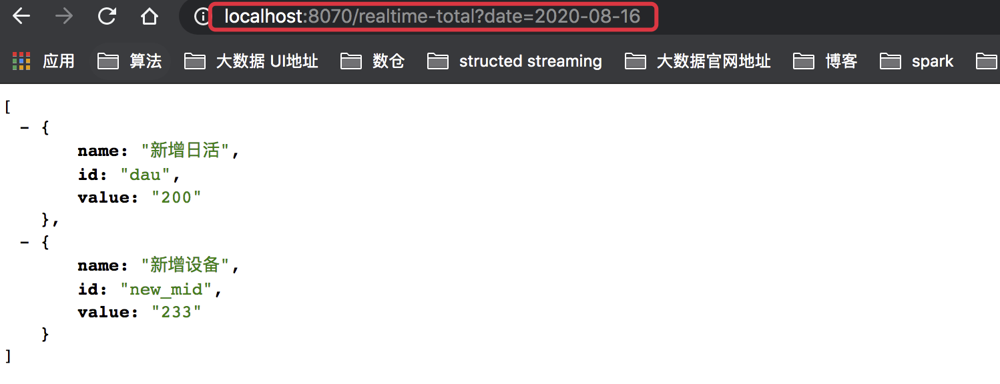 localhost:8070/realtime-total?date=2020-08-16
应用 算法 大数据 UI地址 数仓 structed streaming 大数据官网地址 博客 spark
[
- {
name: "新增日活",
id: "dau",
value: "200"
},
- {
name: "新增设备",
id: "new_mid",
value: "233"
}
]